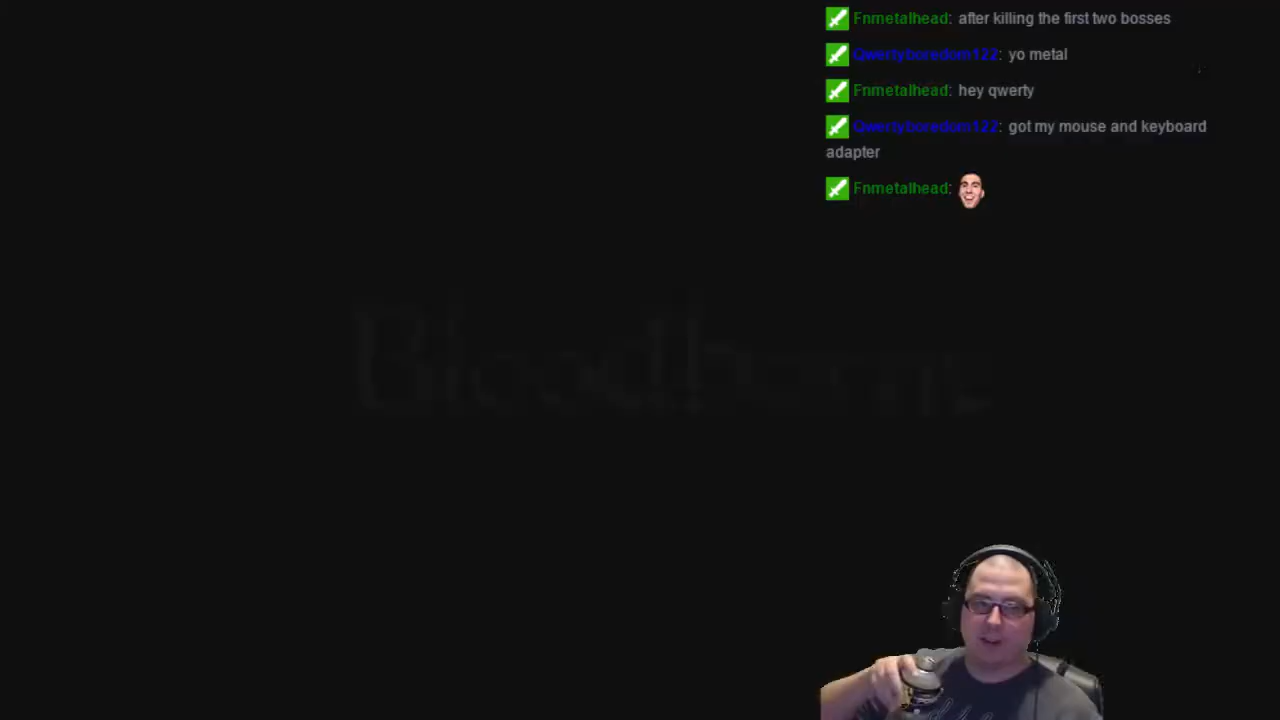 Fnmetalhead: after killing the first two bosses
Qwertyboredom122: yo metal
Fnmetalhead: hey qwerty
Qwertyboredom122: got my mouse and keyboard
adapter
Fnmetalhead:
Bloodborne